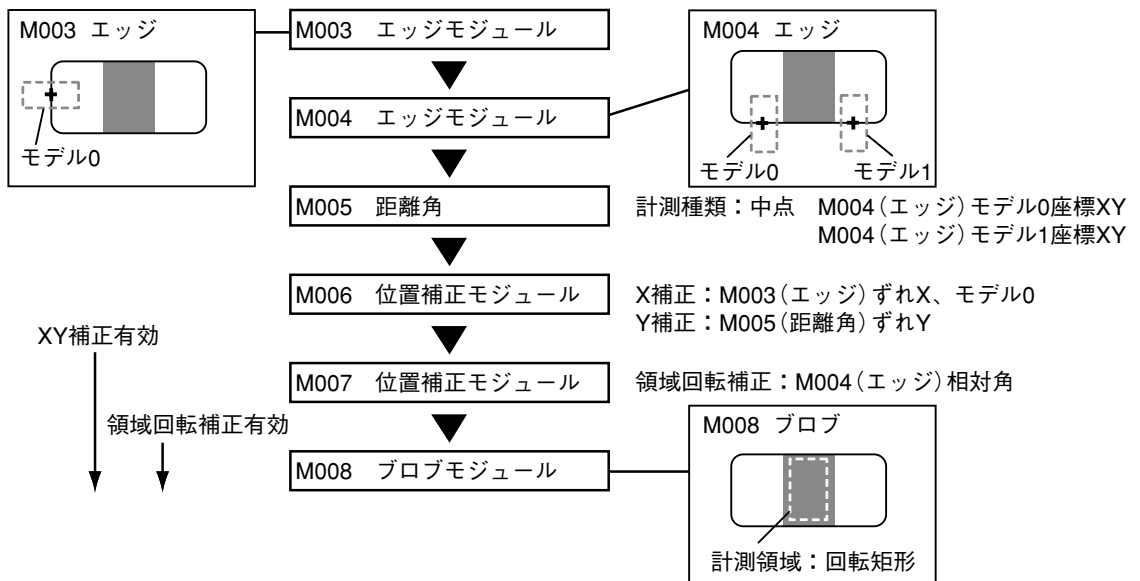 M003 エッジ
モデル0
M003 エッジモジュール
M004 エッジモジュール
M004 エッジ
モデル0
モデル1
M005 距離角
計測種類：中点 M004（エッジ）モデル0座標XY
M004（エッジ）モデル1座標XY
M006 位置補正モジュール
X補正：M003（エッジ）ずれX、モデル0
Y補正：M005（距離角）ずれY
XY補正有効
M007 位置補正モジュール
領域回転補正：M004（エッジ）相対角
領域回転補正有効
M008 ブロブモジュール
M008 ブロブ
計測領域：回転矩形